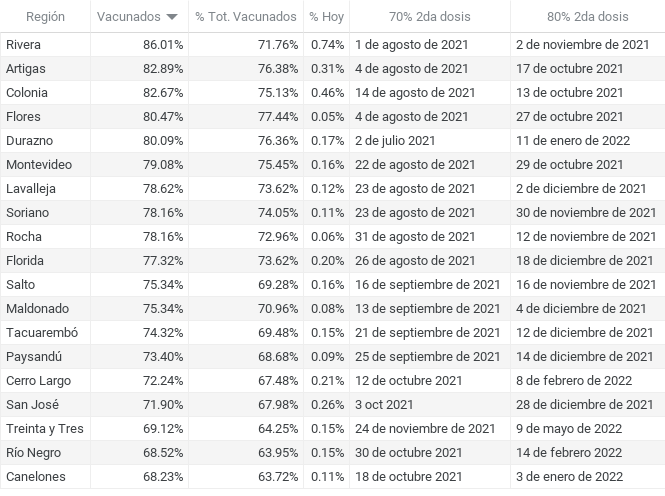 Región Vacunados % Tot. Vacunados % Hoy 70% 2da dosis 80% 2da dosis
Rivera 86.01% 71.76% 0.74% 1 de agosto de 2021 2 de noviembre de 2021
Artigas 82.89% 76.38% 0.31% 4 de agosto de 2021 17 de octubre 2021
Colonia 82.67% 75.13% 0.46% 14 de agosto de 2021 13 de octubre 2021
Flores 80.47% 77.44% 0.05% 4 de agosto de 2021 27 de octubre 2021
Durazno 80.09% 76.36% 0.17% 2 de julio 2021 11 de enero de 2022
Montevideo 79.08% 75.45% 0.16% 22 de agosto de 2021 29 de octubre 2021
Lavalleja 78.62% 73.62% 0.12% 23 de agosto de 2021 2 de diciembre de 2021
Soriano 78.16% 74.05% 0.11% 23 de agosto de 2021 30 de noviembre de 2021
Rocha 78.16% 72.96% 0.06% 31 de agosto de 2021 12 de noviembre de 2021
Florida 77.32% 73.62% 0.20% 26 de agosto de 2021 18 de diciembre de 2021
Salto 75.34% 69.28% 0.16% 16 de septiembre de 2021 16 de noviembre de 2021
Maldonado 75.34% 70.96% 0.08% 13 de septiembre de 2021 4 de diciembre de 2021
Tacuarembó 74.32% 69.48% 0.15% 21 de septiembre de 2021 12 de diciembre de 2021
Paysandú 73.40% 68.68% 0.09% 25 de septiembre de 2021 14 de diciembre de 2021
Cerro Largo 72.24% 67.48% 0.21% 12 de octubre 2021 8 de febrero de 2022
San José 71.90% 67.98% 0.26% 3 oct 2021 28 de diciembre de 2021
Treinta y Tres 69.12% 64.25% 0.15% 24 de noviembre de 2021 9 de mayo de 2022
Río Negro 68.52% 63.95% 0.15% 30 de octubre 2021 14 de febrero 2022
Canelones 68.23% 63.72% 0.11% 18 de octubre 2021 3 de enero de 2022